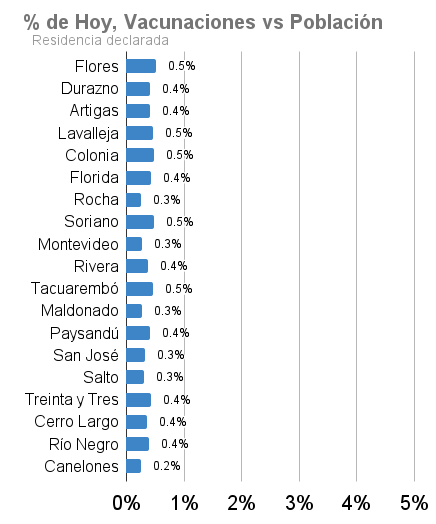 % de Hoy, Vacunaciones vs Población
Residencia declarada
Flores 0.5%
Durazno 0.4%
Artigas 0.4%
Lavalleja 0.5%
Colonia 0.5%
Florida 0.4%
Rocha 0.3%
Soriano 0.5%
Montevideo 0.3%
Rivera 0.4%
Tacuarembó 0.5%
Maldonado 0.3%
Paysandú 0.4%
San José 0.3%
Salto 0.3%
Treinta y Tres 0.4%
Cerro Largo 0.4%
Río Negro 0.4%
Canelones 0.2%
0% 1% 2% 3% 4% 5%